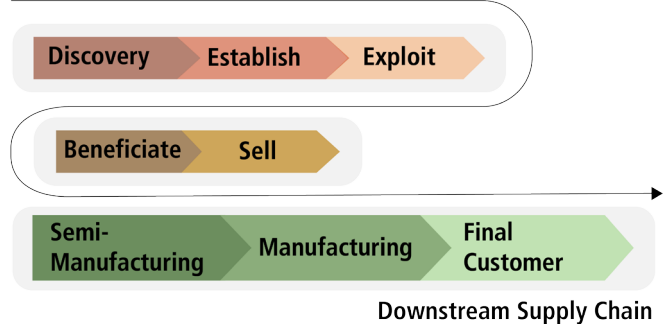 Discovery Establish Exploit
Beneficiate Sell
Semi-
Manufacturing
Manufacturing
Final
Customer
Downstream Supply Chain